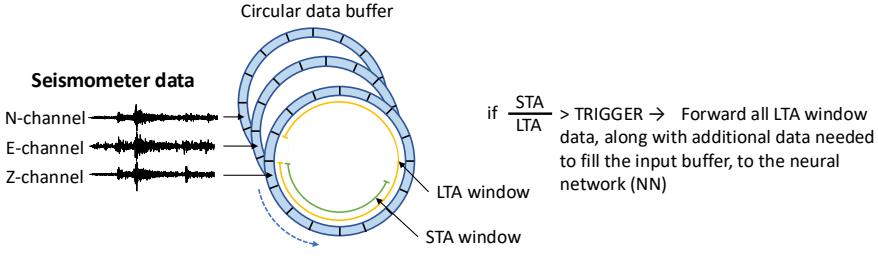 Circular data buffer
Seismometer data
N-channel
E-channel
Z-channel
LTA window
STA window
if STA
LTA
> TRIGGER → Forward all LTA window
data, along with additional data needed
to fill the input buffer, to the neural
network (NN)